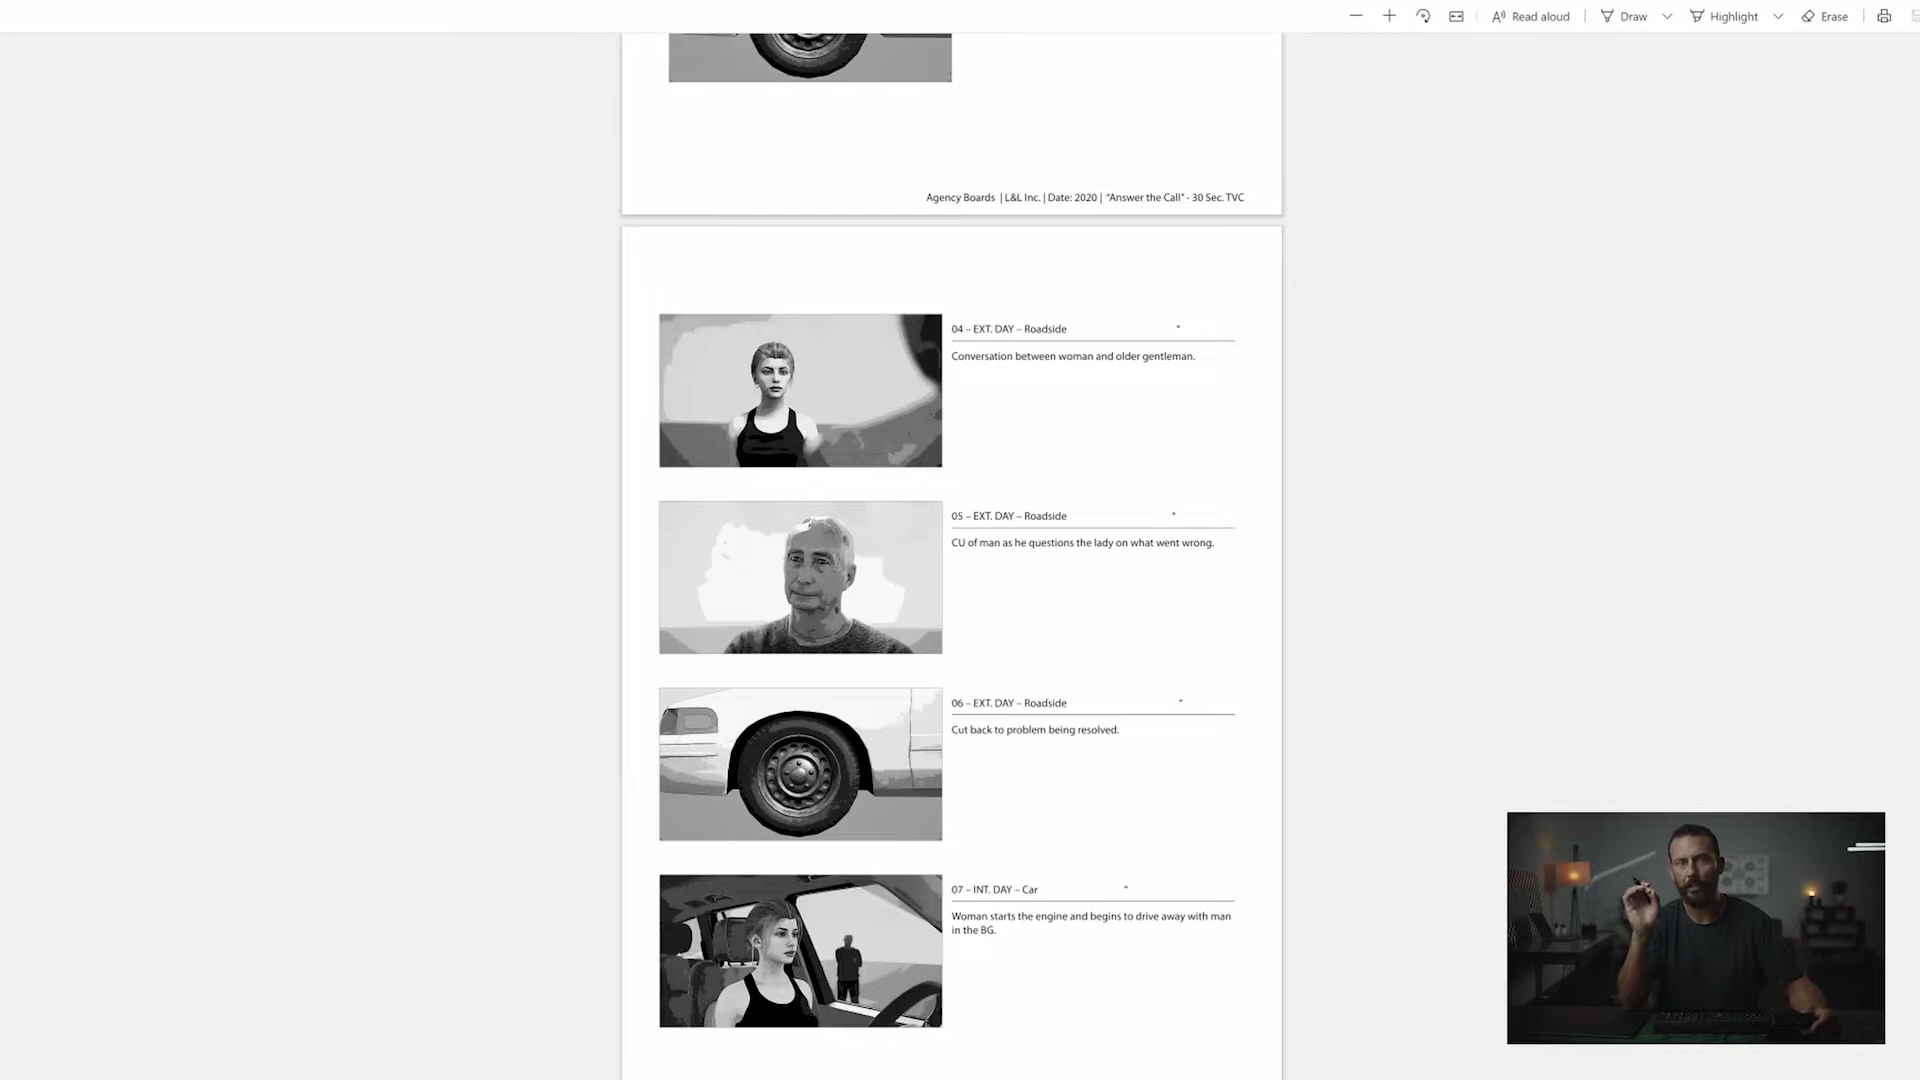 Read aloud
Draw
Highlight
Erase
Agency Boards | L&L Inc. | Date: 2020 | "Answer the Call" - 30 Sec. TVC
04 – EXT. DAY – Roadside
Conversation between woman and older gentleman.
05 – EXT. DAY – Roadside
CU of man as he questions the lady on what went wrong.
06 – EXT. DAY – Roadside
Cut back to problem being resolved.
07 – INT. DAY – Car
Woman starts the engine and begins to drive away with man
in the BG.